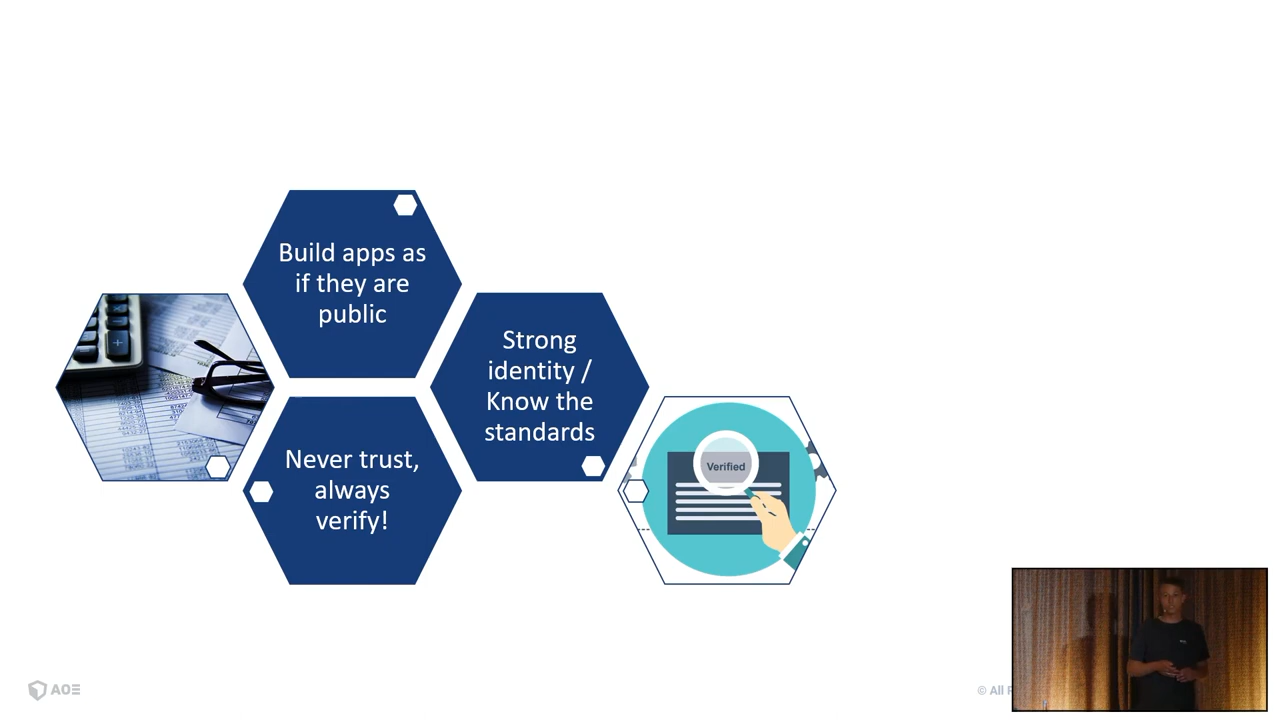 Build apps as
if they are
public
Strong
identity /
Know the
standards
Never trust,
always
verify!
Verified
AOE
© All